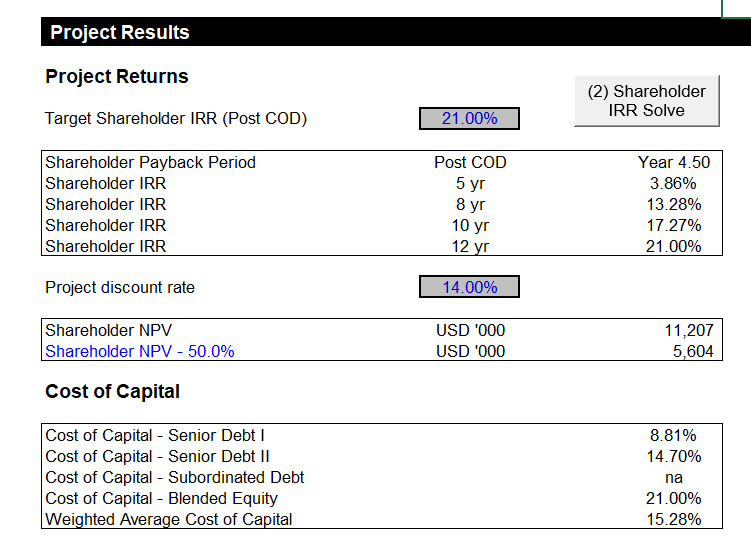 Project Results
Project Returns
(2) Shareholder
IRR Solve
Target Shareholder IRR (Post COD) 21.00%
Shareholder Payback Period Post COD Year 4.50
Shareholder IRR 5 yr 3.86%
Shareholder IRR 8 yr 13.28%
Shareholder IRR 10 yr 17.27%
Shareholder IRR 12 yr 21.00%
Project discount rate 14.00%
Shareholder NPV USD '000 11,207
Shareholder NPV - 50.0% USD '000 5,604
Cost of Capital
Cost of Capital - Senior Debt I 8.81%
Cost of Capital - Senior Debt II 14.70%
Cost of Capital - Subordinated Debt na
Cost of Capital - Blended Equity 21.00%
Weighted Average Cost of Capital 15.28%